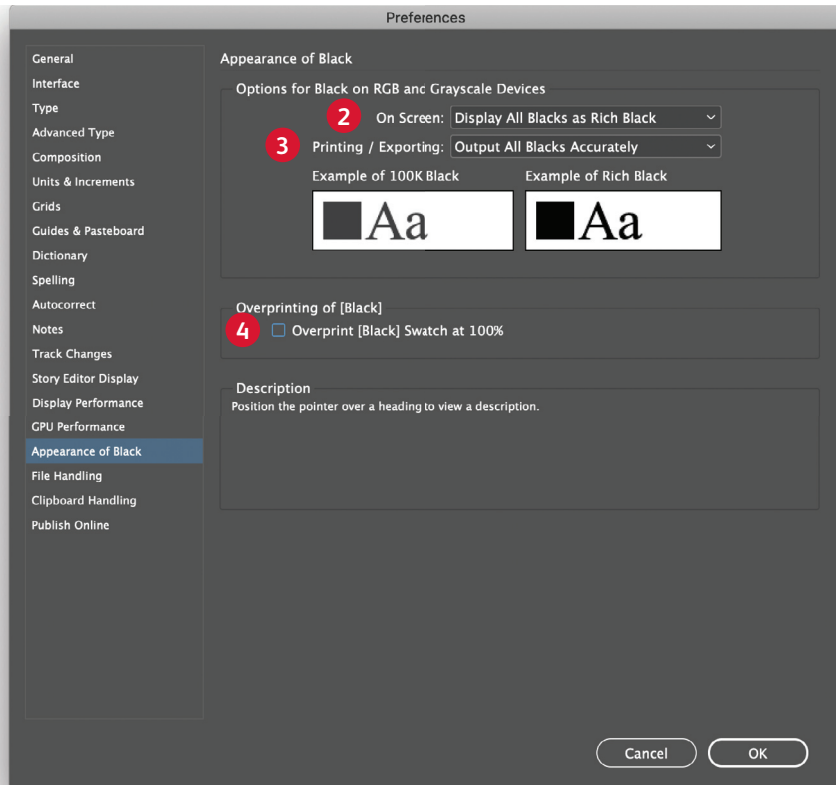 Preferences
General
Interface
Type
Advanced Type
Composition
Units & Increments
Grids
Guides & Pasteboard
Dictionary
Spelling
Autocorrect
Notes
Track Changes
Story Editor Display
Display Performance
GPU Performance
Appearance of Black
File Handling
Clipboard Handling
Publish Online
Appearance of Black
Options for Black on RGB and Grayscale Devices
2 On Screen: Display All Blacks as Rich Black
3 Printing / Exporting: Output All Blacks Accurately
Example of 100K Black Example of Rich Black
Aa Aa
Overprinting of [Black]
4 Overprint [Black] Swatch at 100%
Description
Position the pointer over a heading to view a description.
Cancel OK